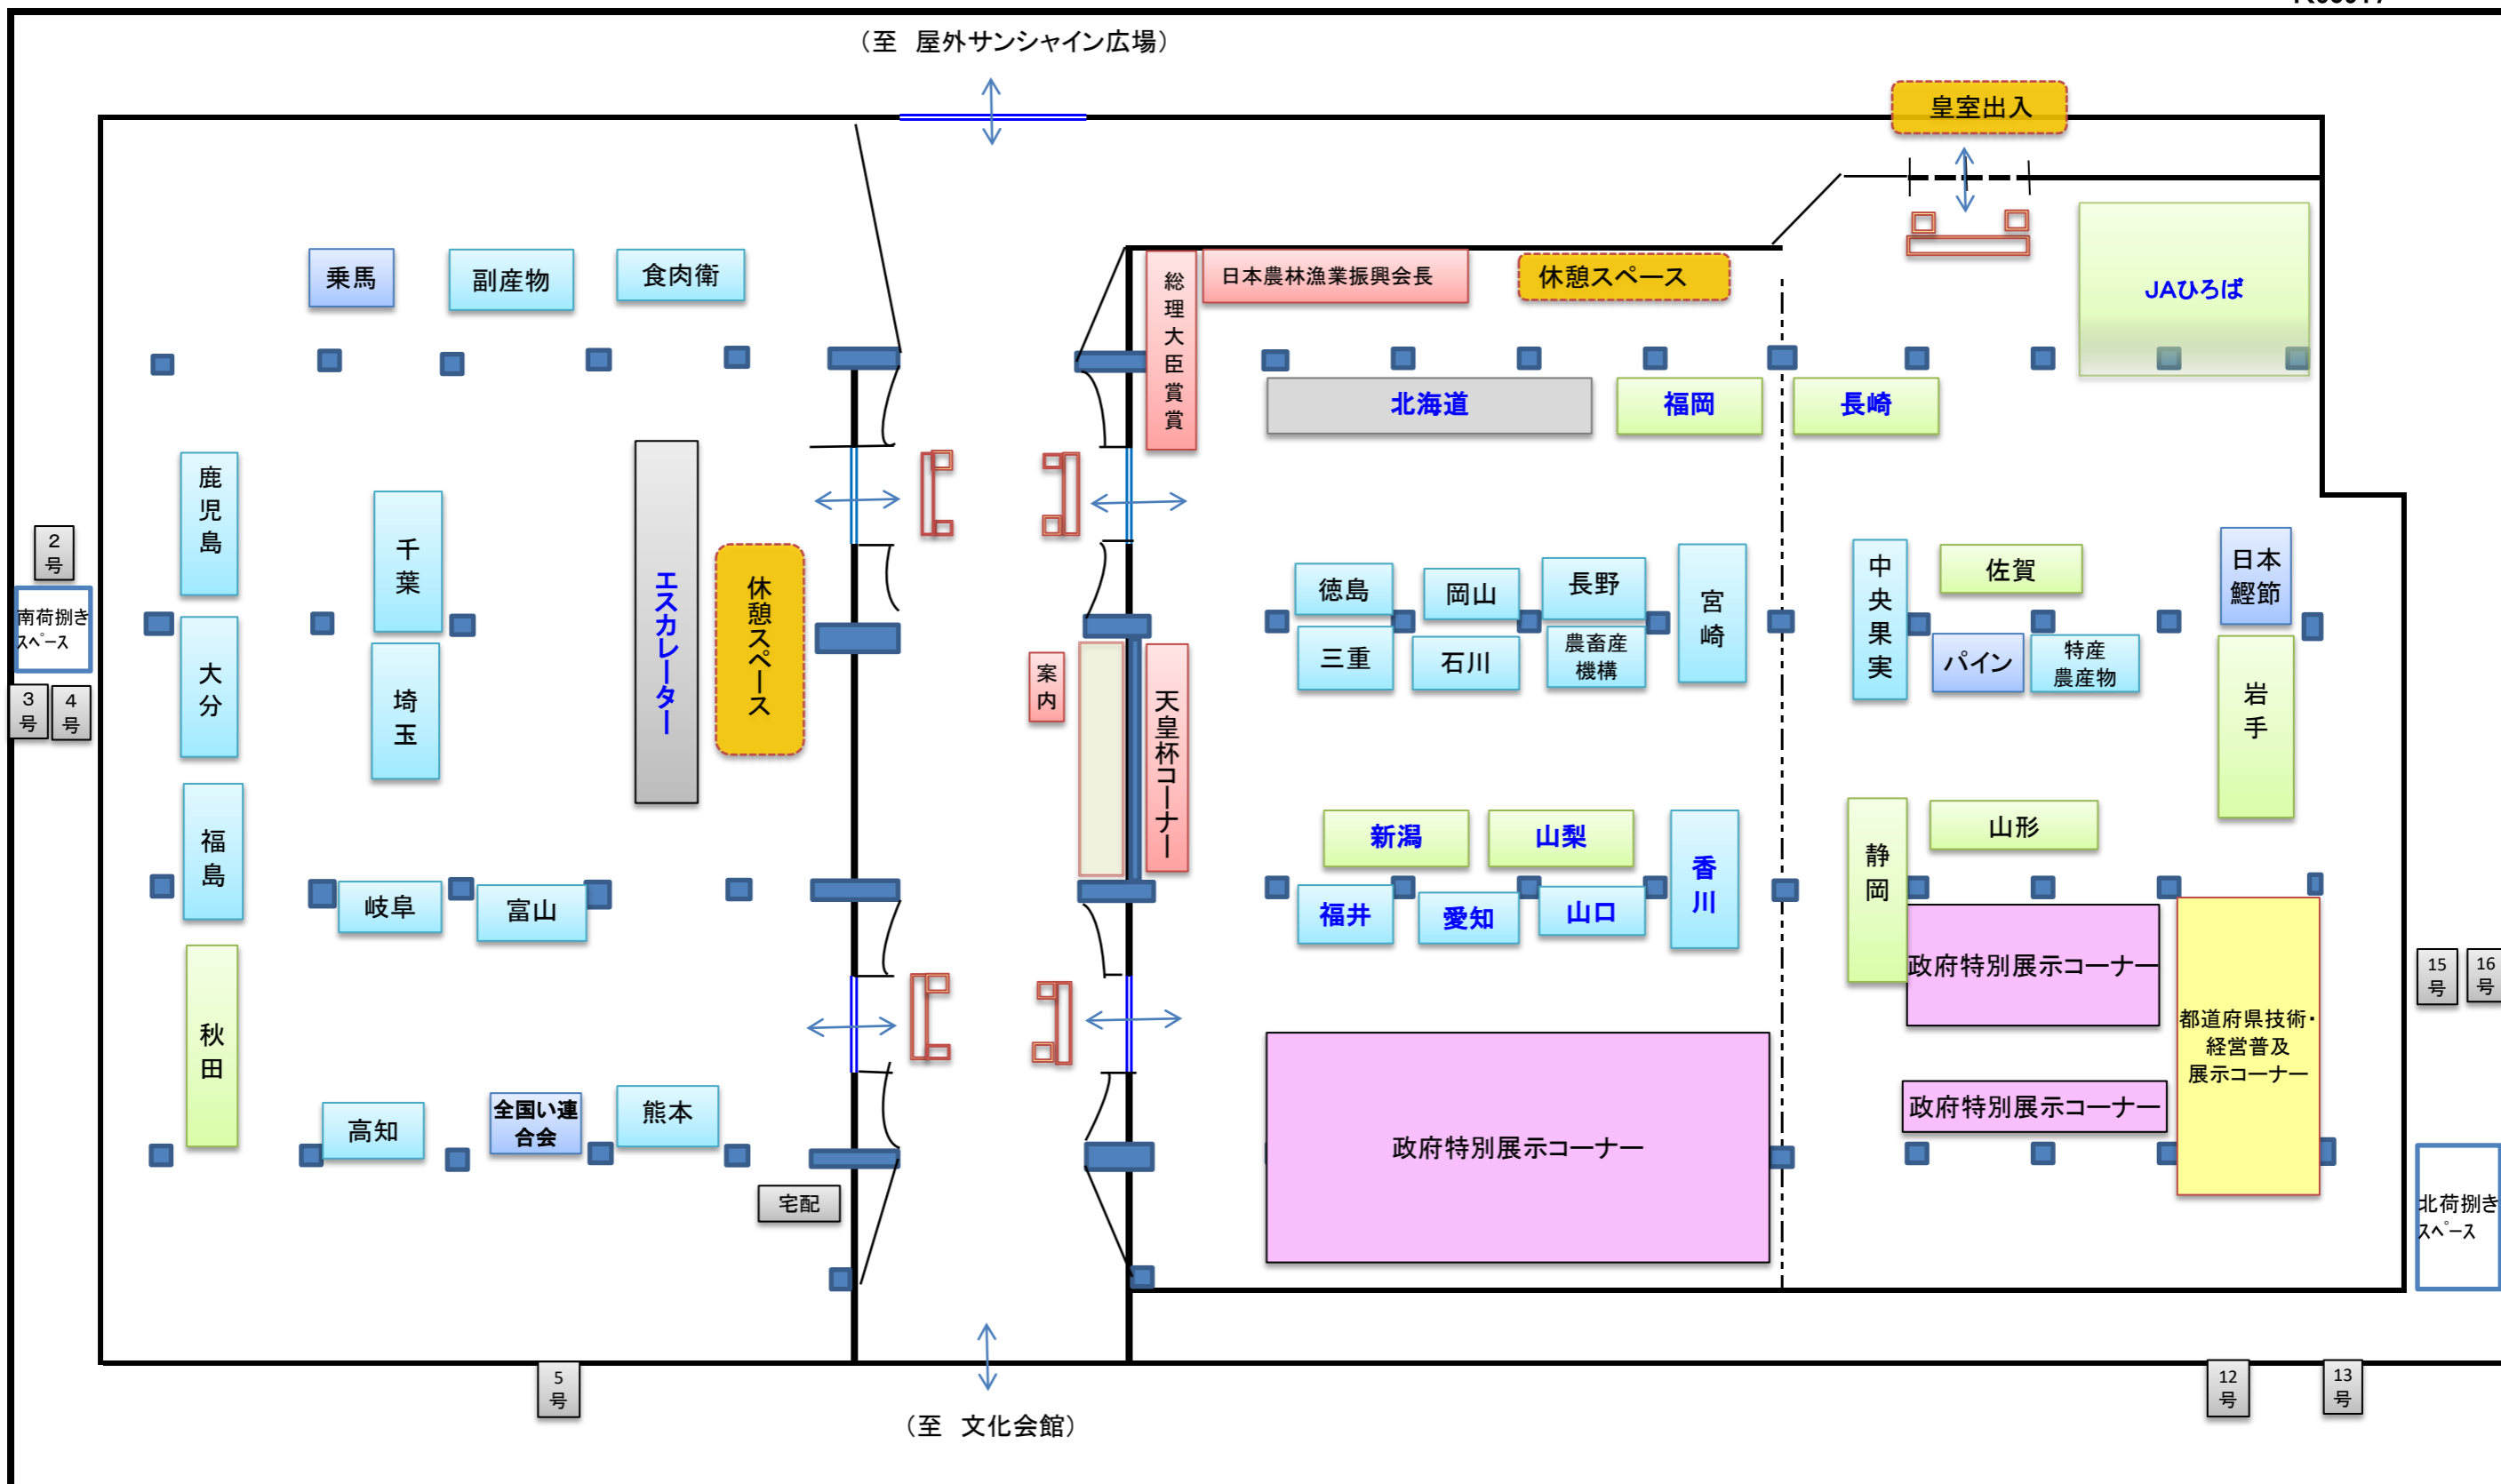 （至　屋外サンシャイン広場）
皇室出入
乗馬
副産物
食肉衛
総理大臣賞賞
日本農林漁業振興会長
休憩スペース
JAひろば
北海道
福岡
長崎
鹿児島
千葉
エスカレーター
休憩スペース
2
号
南荷捌き
スペース
3
号
4
号
大分
埼玉
案内
天皇杯コーナー
徳島
岡山
長野
宮崎
三重
石川
農畜産
機構
中央果実
佐賀
日本
鰹節
パイン
特産
農産物
岩手
福島
岐阜
富山
新潟
山梨
香川
福井
愛知
山口
静岡
山形
政府特別展示コーナー
都道府県技術・
経営普及
展示コーナー
15
号
16
号
秋田
高知
全国い連
合会
熊本
宅配
政府特別展示コーナー
政府特別展示コーナー
北荷捌き
スペース
5
号
12
号
13
号
（至　文化会館）